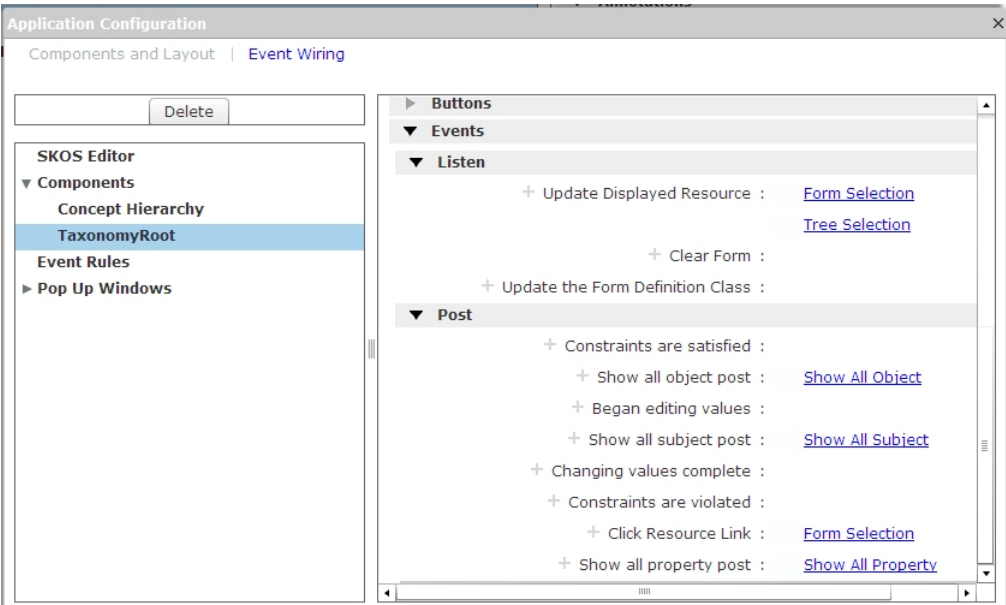 Annotations
Application Configuration
Components and Layout | Event Wiring
Delete
SKOS Editor
Components
Concept Hierarchy
TaxonomyRoot
Event Rules
Pop Up Windows
Buttons
Events
Listen
Update Displayed Resource : Form Selection
Tree Selection
Clear Form :
Update the Form Definition Class :
Post
Constraints are satisfied :
Show all object post : Show All Object
Began editing values :
Show all subject post : Show All Subject
Changing values complete :
Constraints are violated :
Click Resource Link : Form Selection
Show all property post : Show All Property